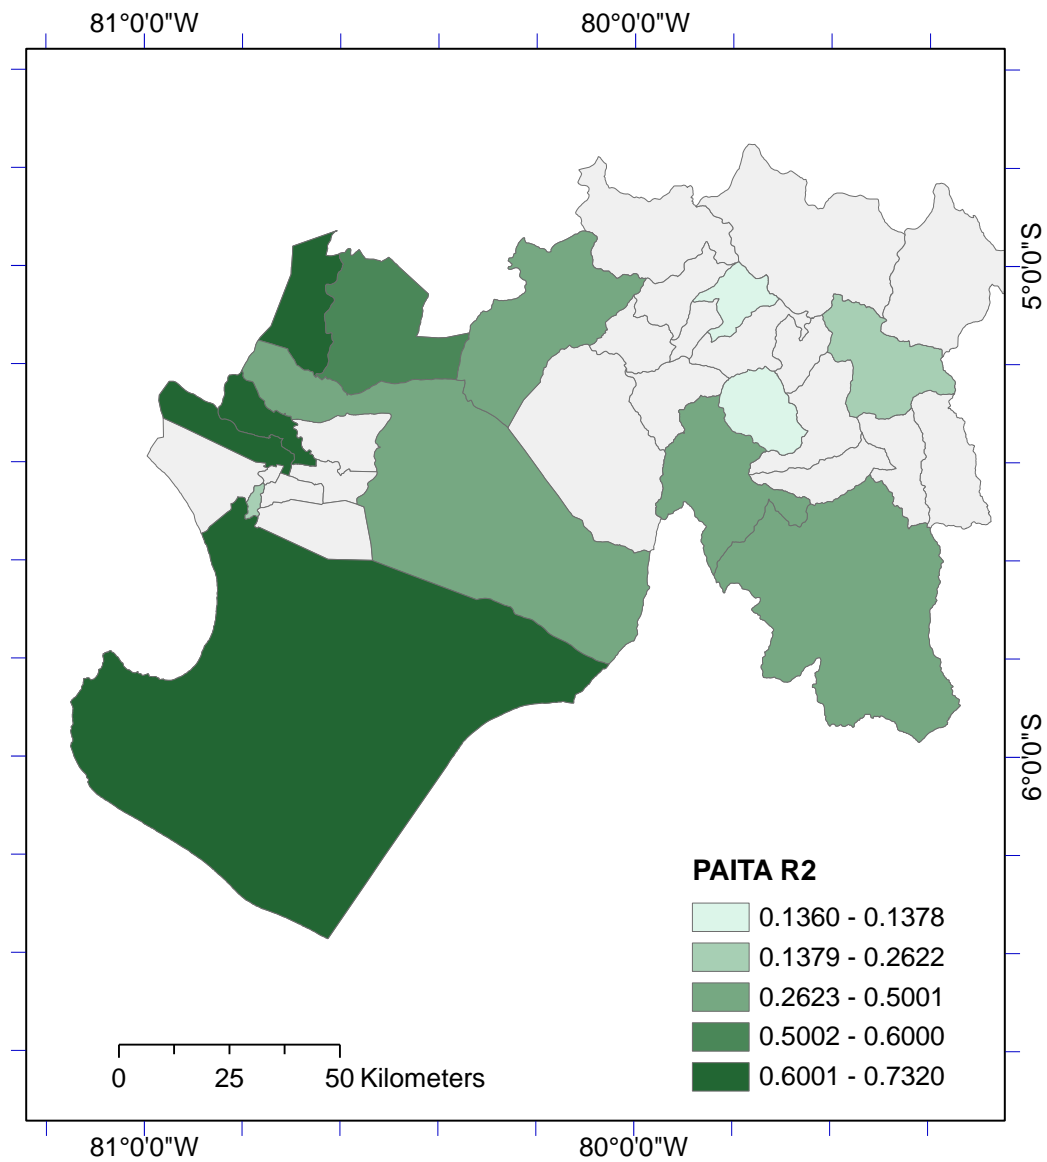 81°0'0"W 80°0'0"W
5°0'0"S
6°0'0"S
PAITA R2
0.1360 - 0.1378
0.1379 - 0.2622
0.2623 - 0.5001
0.5002 - 0.6000
0.6001 - 0.7320
0 25 50 Kilometers
81°0'0"W 80°0'0"W